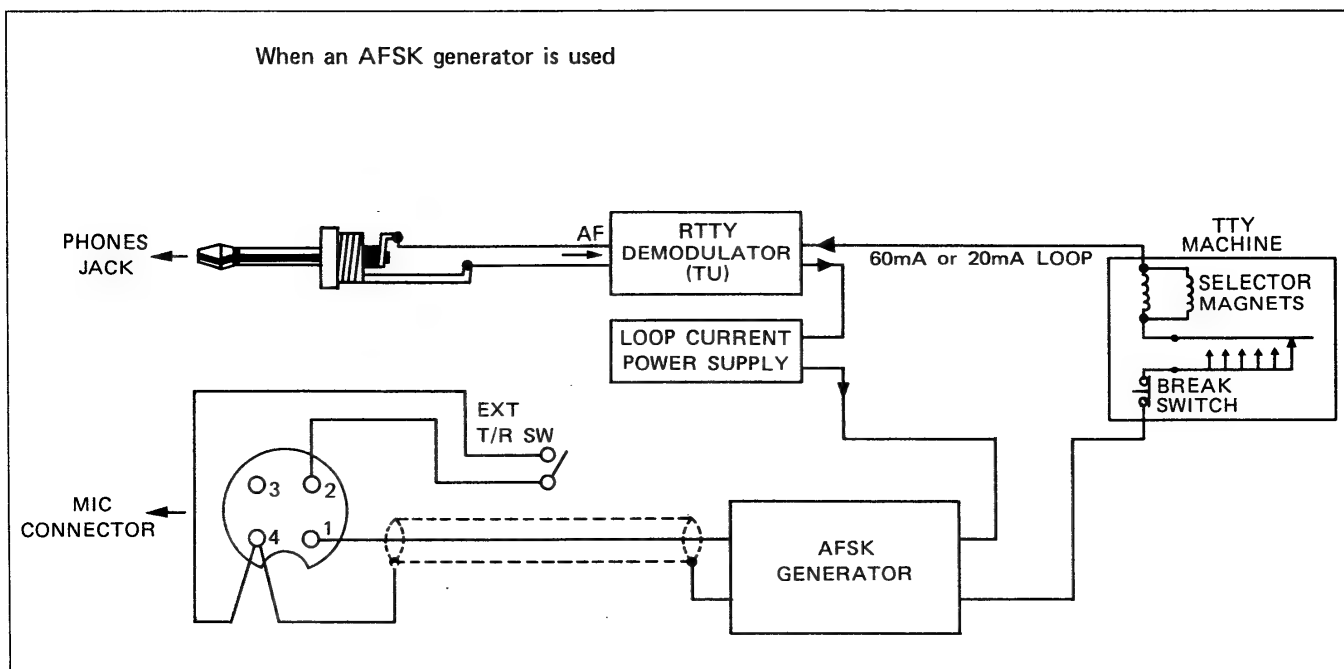 When an AFSK generator is used
PHONES
JACK
AF
RTTY
DEMODULATOR
(TU)
60mA or 20mA LOOP
TTY
MACHINE
SELECTOR
MAGNETS
LOOP CURRENT
POWER SUPPLY
BREAK
SWITCH
EXT
T/R SW
3
2
4
1
MIC
CONNECTOR
AFSK
GENERATOR